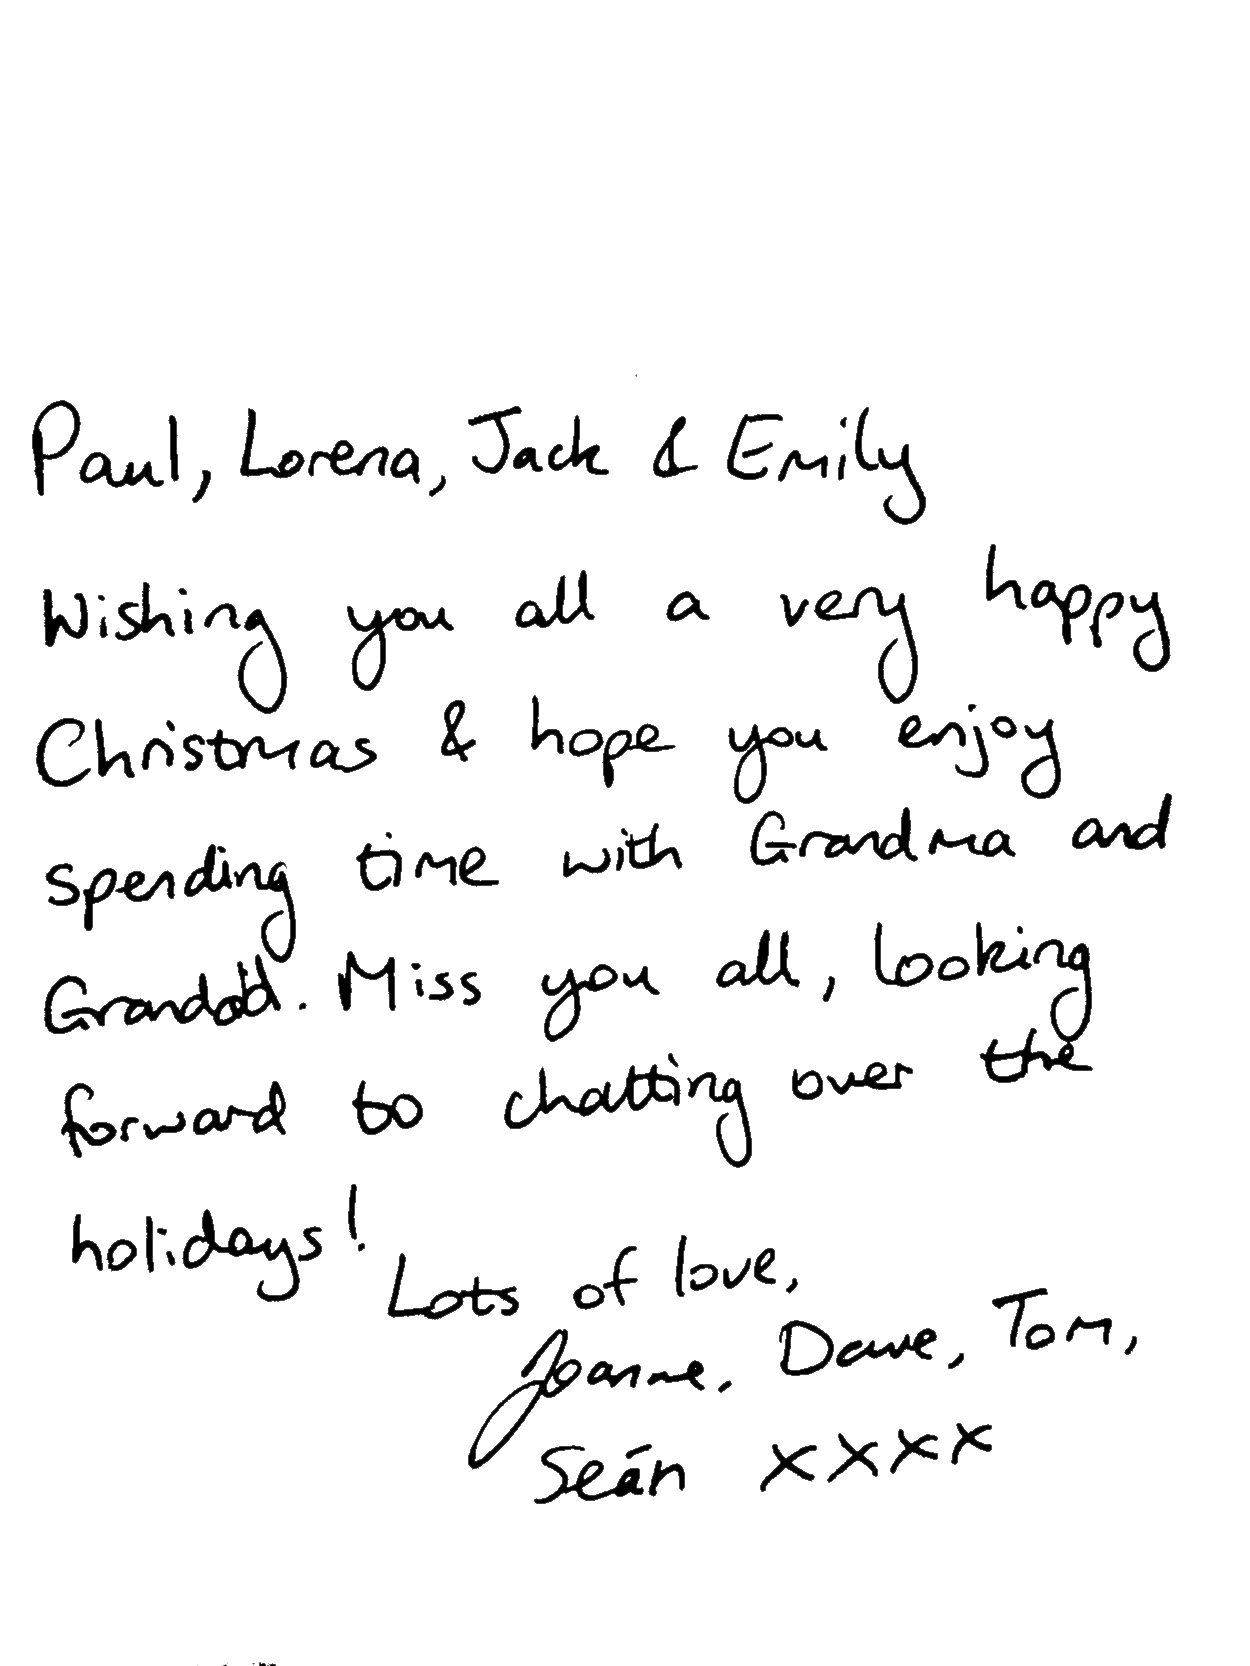 Paul, Lorena, Jack & Emily
Wishing you all a very happy
Christmas & hope you enjoy
spending time with Grandma and
Grandad. Miss you all, looking
forward to chatting over the
holidays!
Lots of love,
Joanne, Dave, Tom,
Seán xxxx